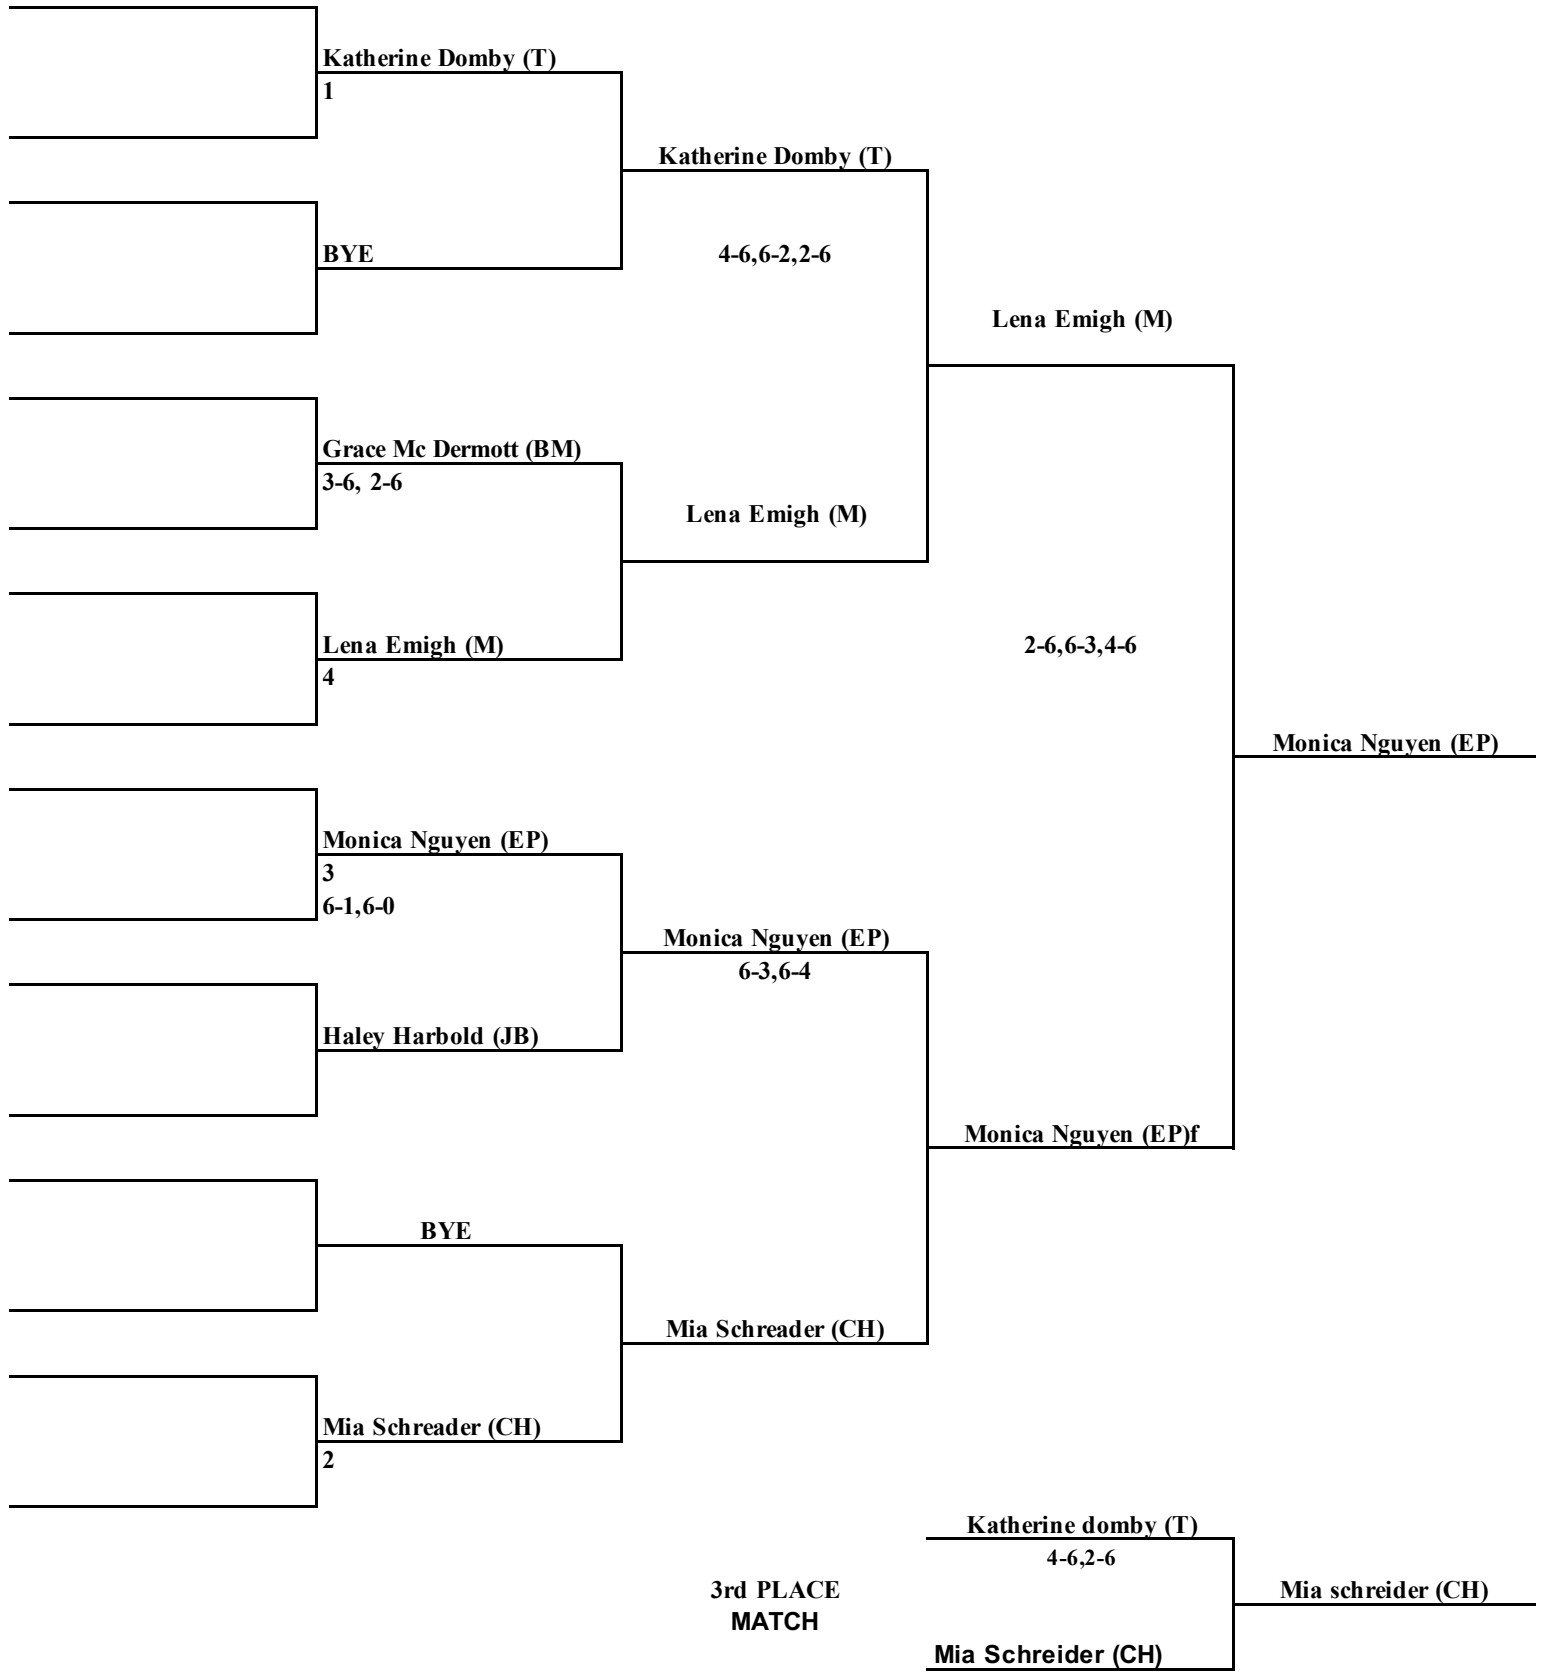 Katherine Domby (T)
1
Katherine Domby (T)
BYE
4-6,6-2,2-6
Lena Emigh (M)
Grace Mc Dermott (BM)
3-6, 2-6
Lena Emigh (M)
Lena Emigh (M)
4
2-6,6-3,4-6
Monica Nguyen (EP)
Monica Nguyen (EP)
3
6-1,6-0
Monica Nguyen (EP)
6-3,6-4
Haley Harbold (JB)
Monica Nguyen (EP)f
BYE
Mia Schreader (CH)
Mia Schreader (CH)
2
Katherine domby (T)
4-6,2-6
3rd PLACE
MATCH
Mia schreider (CH)
Mia Schreider (CH)